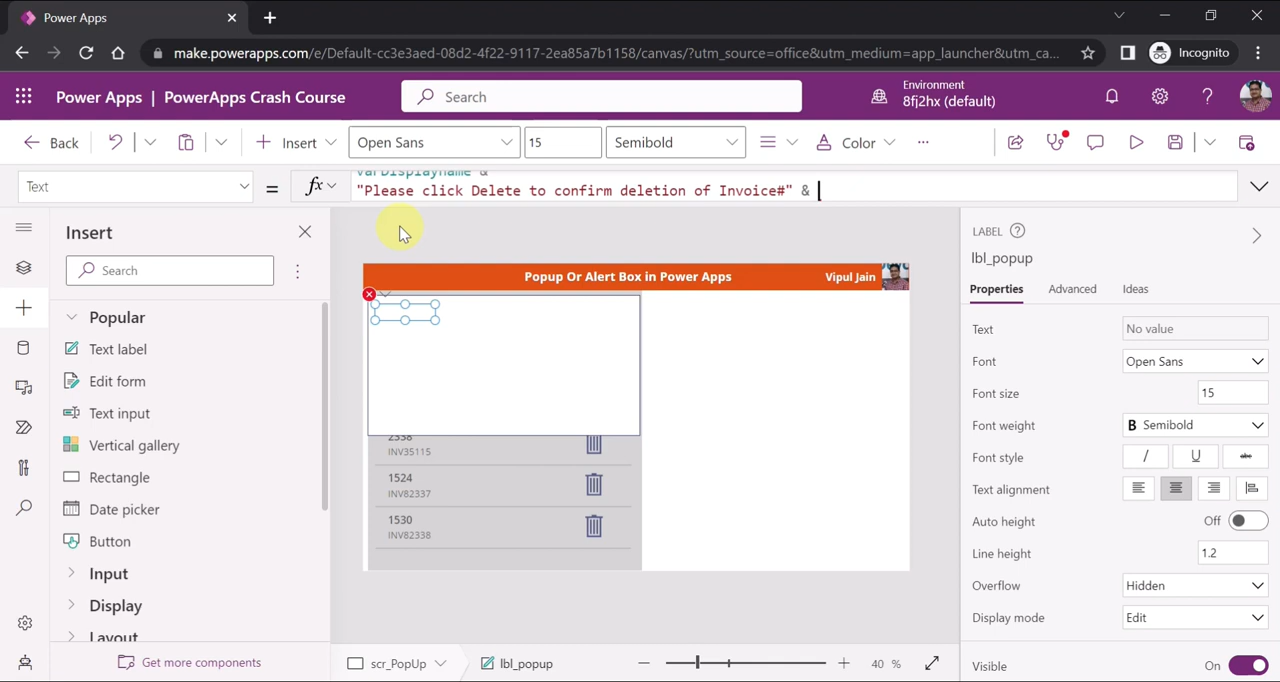 Power Apps
make.powerapps.com/e/Default-cc3e3aed-08d2-4f22-9117-2ea85a7b1158/canvas/?utm_source=office&utm_medium=app_launcher&utm_ca...
Incognito
Power Apps | PowerApps Crash Course
Search
Environment
8fj2hx (default)
Back
Insert
Open Sans
15
Semibold
Color
Text
=
fx
varDisplayname &
"Please click Delete to confirm deletion of Invoice#" &
Insert
Search
Popular
Text label
Edit form
Text input
Vertical gallery
Rectangle
Date picker
Button
Input
Display
Layout
Get more components
Popup Or Alert Box in Power Apps
Vipul Jain
2338
INV35115
1524
INV82337
1530
INV82338
scr_PopUp
lbl_popup
40 %
LABEL
lbl_popup
Properties
Advanced
Ideas
Text
No value
Font
Open Sans
Font size
15
Font weight
B Semibold
Font style
/ U abc
Text alignment
Auto height
Off
Line height
1.2
Overflow
Hidden
Display mode
Edit
Visible
On